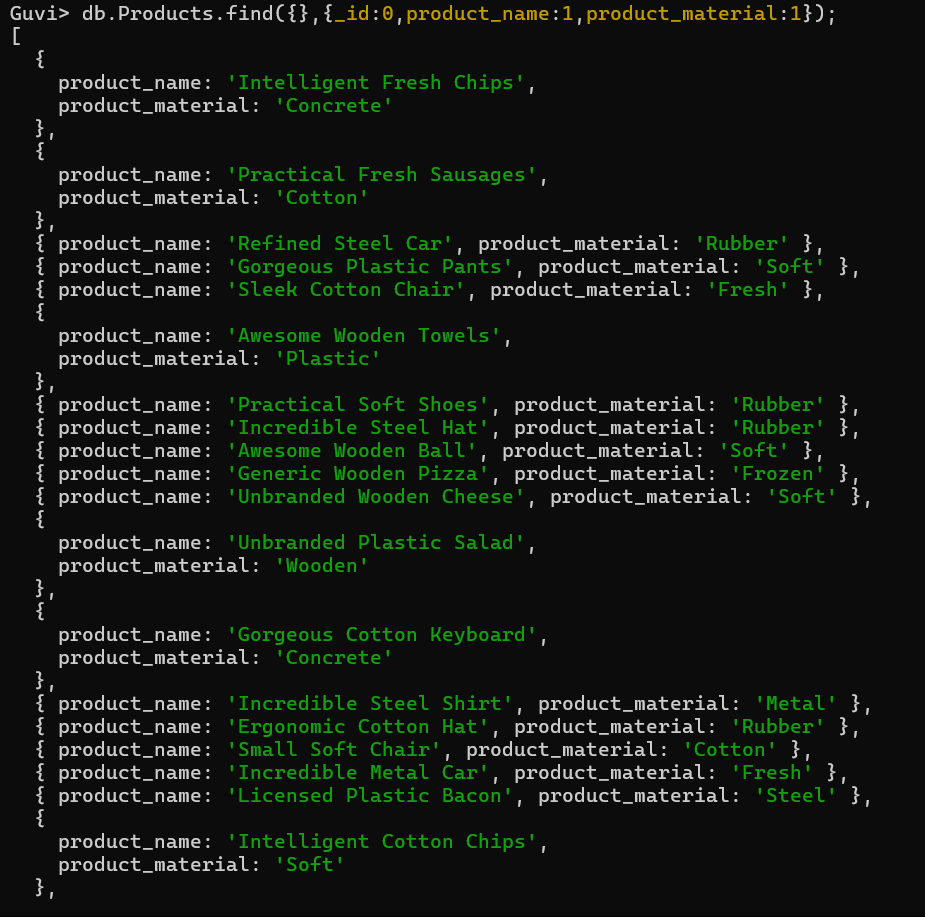 Guvi> db.Products.find({},{_id:0,product_name:1,product_material:1});
[
  {
    product_name: 'Intelligent Fresh Chips',
    product_material: 'Concrete'
  },
  {
    product_name: 'Practical Fresh Sausages',
    product_material: 'Cotton'
  },
  { product_name: 'Refined Steel Car', product_material: 'Rubber' },
  { product_name: 'Gorgeous Plastic Pants', product_material: 'Soft' },
  { product_name: 'Sleek Cotton Chair', product_material: 'Fresh' },
  {
    product_name: 'Awesome Wooden Towels',
    product_material: 'Plastic'
  },
  { product_name: 'Practical Soft Shoes', product_material: 'Rubber' },
  { product_name: 'Incredible Steel Hat', product_material: 'Rubber' },
  { product_name: 'Awesome Wooden Ball', product_material: 'Soft' },
  { product_name: 'Generic Wooden Pizza', product_material: 'Frozen' },
  { product_name: 'Unbranded Wooden Cheese', product_material: 'Soft' },
  {
    product_name: 'Unbranded Plastic Salad',
    product_material: 'Wooden'
  },
  {
    product_name: 'Gorgeous Cotton Keyboard',
    product_material: 'Concrete'
  },
  { product_name: 'Incredible Steel Shirt', product_material: 'Metal' },
  { product_name: 'Ergonomic Cotton Hat', product_material: 'Rubber' },
  { product_name: 'Small Soft Chair', product_material: 'Cotton' },
  { product_name: 'Incredible Metal Car', product_material: 'Fresh' },
  { product_name: 'Licensed Plastic Bacon', product_material: 'Steel' },
  {
    product_name: 'Intelligent Cotton Chips',
    product_material: 'Soft'
  },